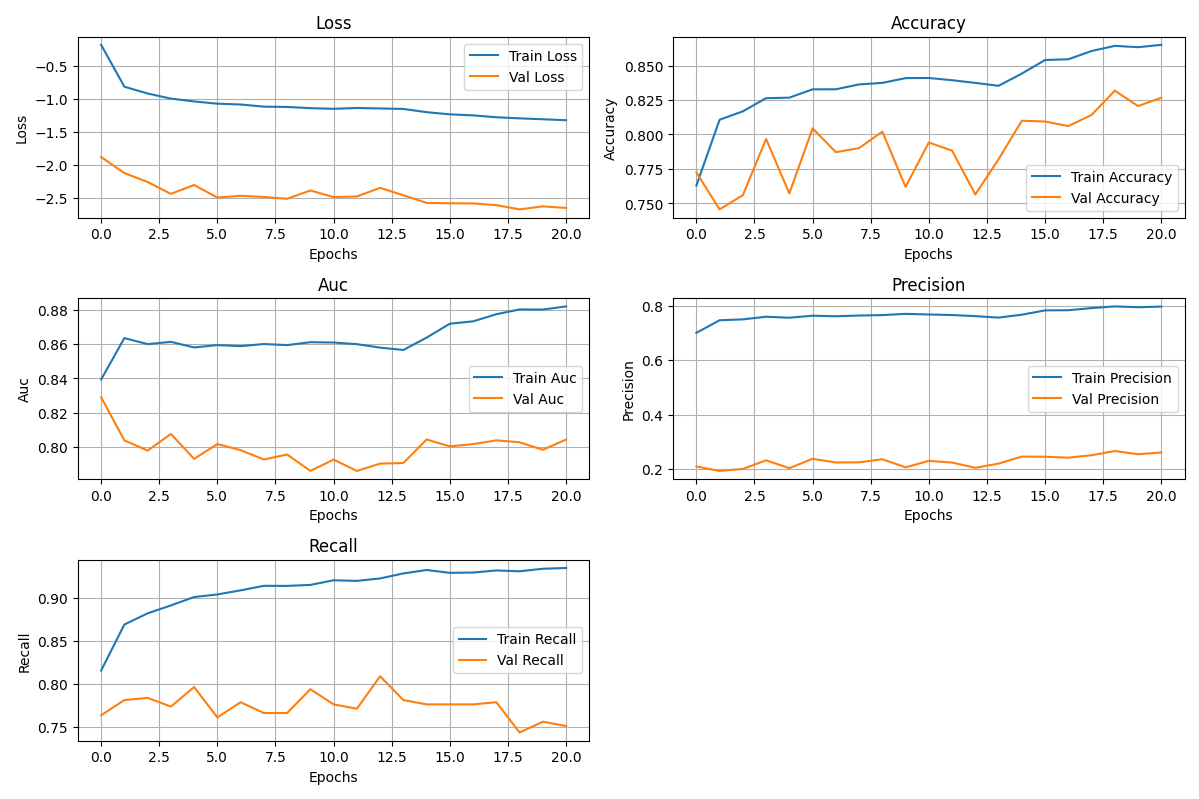 Loss
Loss
−0.5
−1.0
−1.5
−2.0
−2.5
Train Loss
Val Loss
0.0 2.5 5.0 7.5 10.0 12.5 15.0 17.5 20.0
Epochs
Accuracy
Accuracy
0.850
0.825
0.800
0.775
0.750
Train Accuracy
Val Accuracy
0.0 2.5 5.0 7.5 10.0 12.5 15.0 17.5 20.0
Epochs
Auc
Auc
0.88
0.86
0.84
0.82
0.80
Train Auc
Val Auc
0.0 2.5 5.0 7.5 10.0 12.5 15.0 17.5 20.0
Epochs
Precision
Precision
0.8
0.6
0.4
0.2
Train Precision
Val Precision
0.0 2.5 5.0 7.5 10.0 12.5 15.0 17.5 20.0
Epochs
Recall
Recall
0.90
0.85
0.80
0.75
Train Recall
Val Recall
0.0 2.5 5.0 7.5 10.0 12.5 15.0 17.5 20.0
Epochs